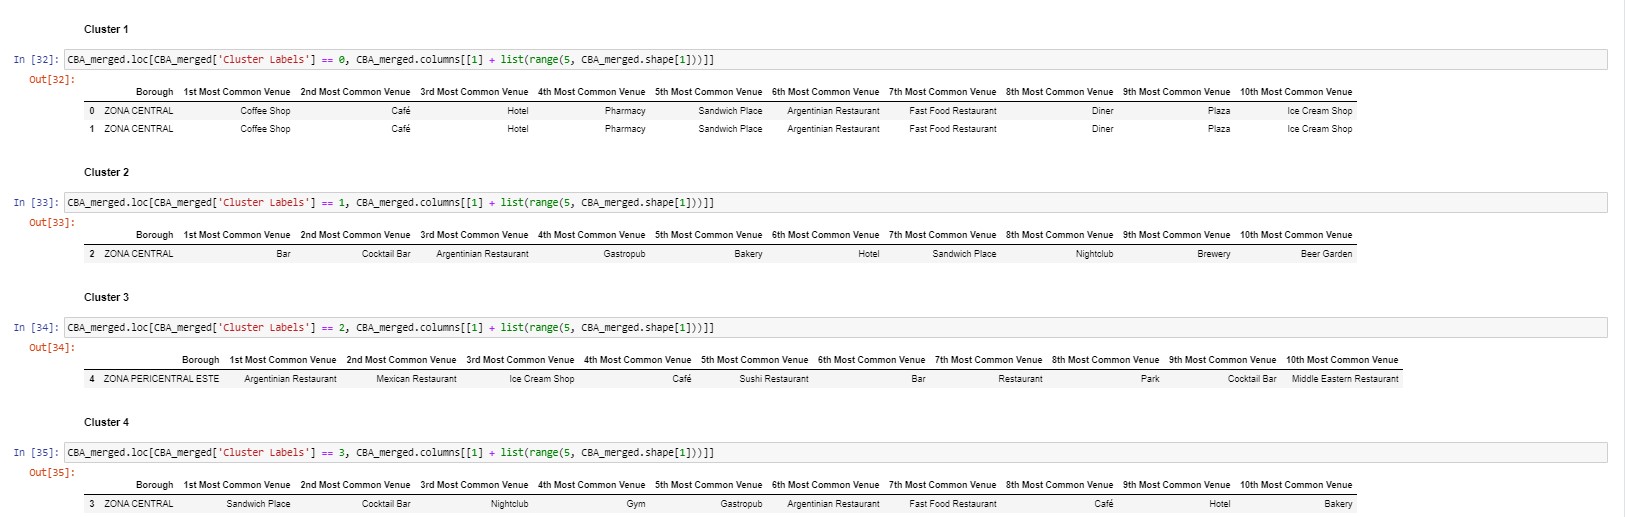 Cluster 1
In [32]: CBA_merged.loc[CBA_merged['Cluster Labels'] == 0, CBA_merged.columns[[1] + list(range(5, CBA_merged.shape[1]))]]
Out[32]:
Borough 1st Most Common Venue 2nd Most Common Venue 3rd Most Common Venue 4th Most Common Venue 5th Most Common Venue 6th Most Common Venue 7th Most Common Venue 8th Most Common Venue 9th Most Common Venue 10th Most Common Venue
0 ZONA CENTRAL Coffee Shop Café Hotel Pharmacy Sandwich Place Argentinian Restaurant Fast Food Restaurant Diner Plaza Ice Cream Shop
1 ZONA CENTRAL Coffee Shop Café Hotel Pharmacy Sandwich Place Argentinian Restaurant Fast Food Restaurant Diner Plaza Ice Cream Shop
Cluster 2
In [33]: CBA_merged.loc[CBA_merged['Cluster Labels'] == 1, CBA_merged.columns[[1] + list(range(5, CBA_merged.shape[1]))]]
Out[33]:
Borough 1st Most Common Venue 2nd Most Common Venue 3rd Most Common Venue 4th Most Common Venue 5th Most Common Venue 6th Most Common Venue 7th Most Common Venue 8th Most Common Venue 9th Most Common Venue 10th Most Common Venue
2 ZONA CENTRAL Bar Cocktail Bar Argentinian Restaurant Gastropub Bakery Hotel Sandwich Place Nightclub Brewery Beer Garden
Cluster 3
In [34]: CBA_merged.loc[CBA_merged['Cluster Labels'] == 2, CBA_merged.columns[[1] + list(range(5, CBA_merged.shape[1]))]]
Out[34]:
Borough 1st Most Common Venue 2nd Most Common Venue 3rd Most Common Venue 4th Most Common Venue 5th Most Common Venue 6th Most Common Venue 7th Most Common Venue 8th Most Common Venue 9th Most Common Venue 10th Most Common Venue
4 ZONA PERICENTRAL ESTE Argentinian Restaurant Mexican Restaurant Ice Cream Shop Café Sushi Restaurant Bar Restaurant Park Cocktail Bar Middle Eastern Restaurant
Cluster 4
In [35]: CBA_merged.loc[CBA_merged['Cluster Labels'] == 3, CBA_merged.columns[[1] + list(range(5, CBA_merged.shape[1]))]]
Out[35]:
Borough 1st Most Common Venue 2nd Most Common Venue 3rd Most Common Venue 4th Most Common Venue 5th Most Common Venue 6th Most Common Venue 7th Most Common Venue 8th Most Common Venue 9th Most Common Venue 10th Most Common Venue
3 ZONA CENTRAL Sandwich Place Cocktail Bar Nightclub Gym Gastropub Argentinian Restaurant Fast Food Restaurant Café Hotel Bakery